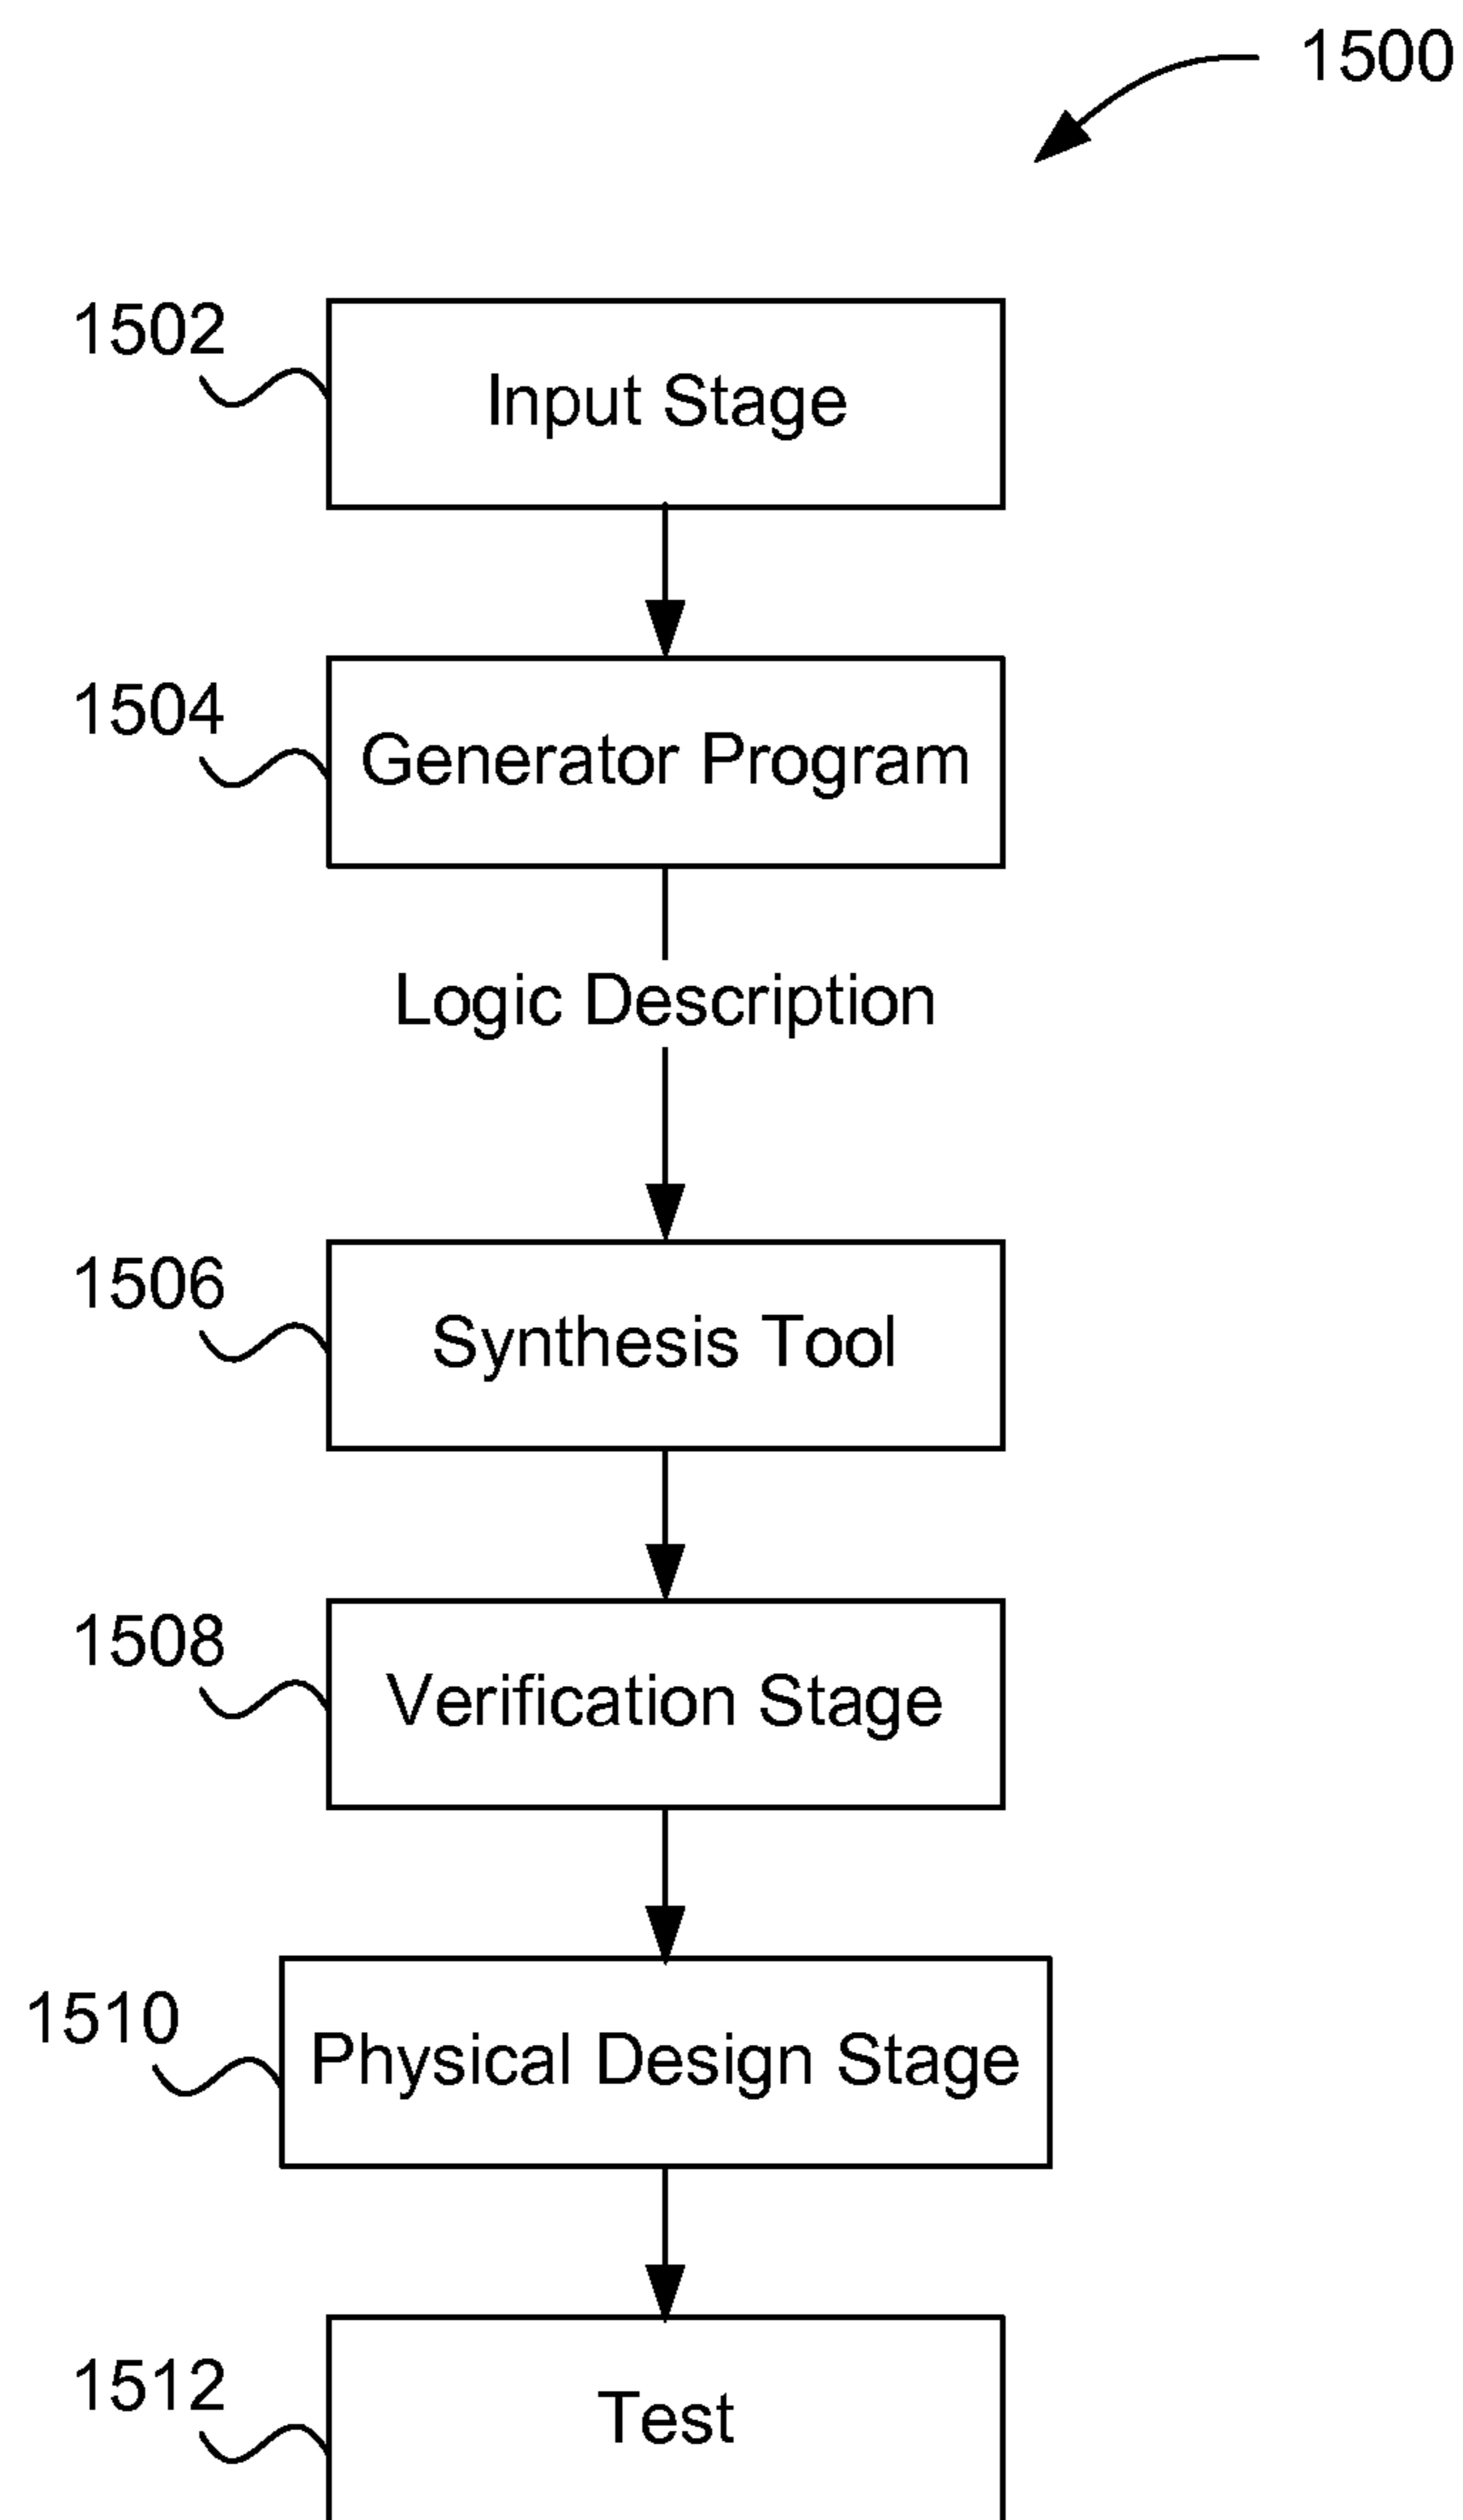 1500
1502
Input Stage
1504
Generator Program
Logic Description
1506
Synthesis Tool
1508
Verification Stage
1510
Physical Design Stage
1512
Test